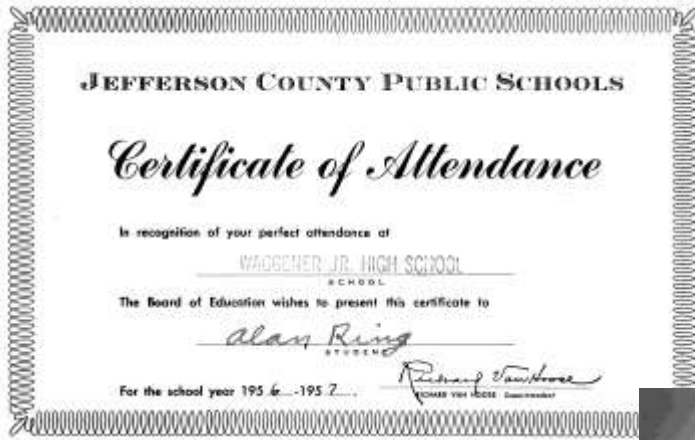 JEFFERSON COUNTY PUBLIC SCHOOLS
Certificate of Attendance
In recognition of your perfect attendance at
WAGGENER JR. HIGH SCHOOL
SCHOOL
The Board of Education wishes to present this certificate to
Alan Ring
STUDENT
For the school year 1956-1957
Richard VanHoose
RICHARD VAN HOOSE - Superintendent